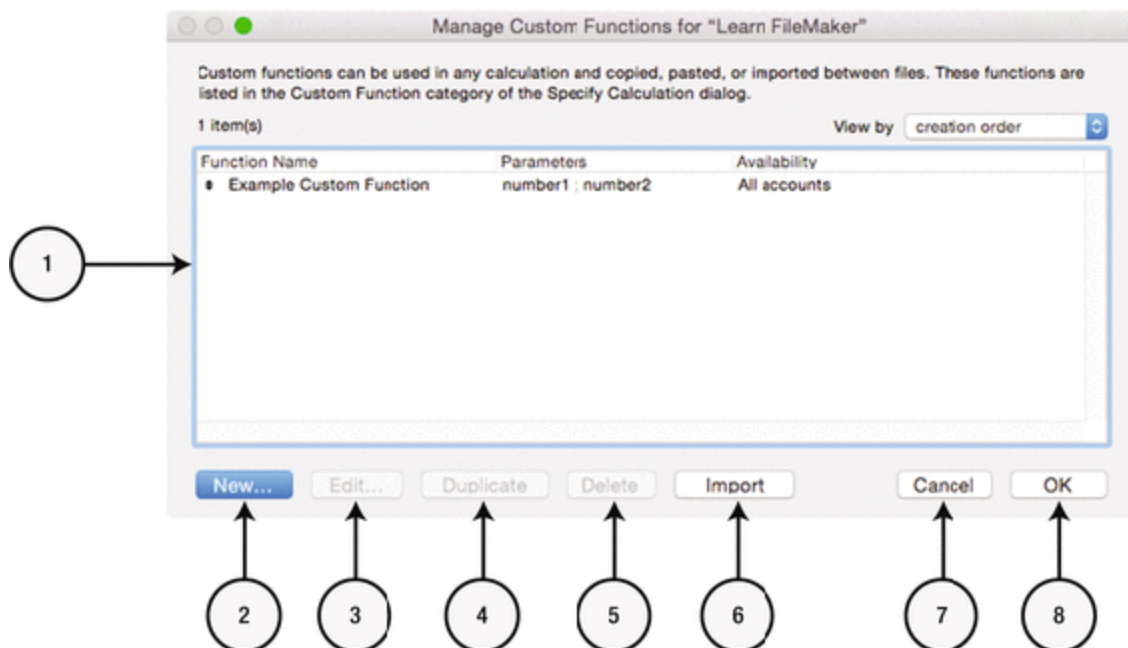 Manage Custom Functions for "Learn FileMaker"
Custom functions can be used in any calculation and copied, pasted, or imported between files. These functions are
listed in the Custom Function category of the Specify Calculation dialog.
1 item(s) View by creation order
Function Name Parameters Availability
Example Custom Function number1 ; number2 All accounts
1
New... Edit... Duplicate Delete Import Cancel OK
2 3 4 5 6 7 8